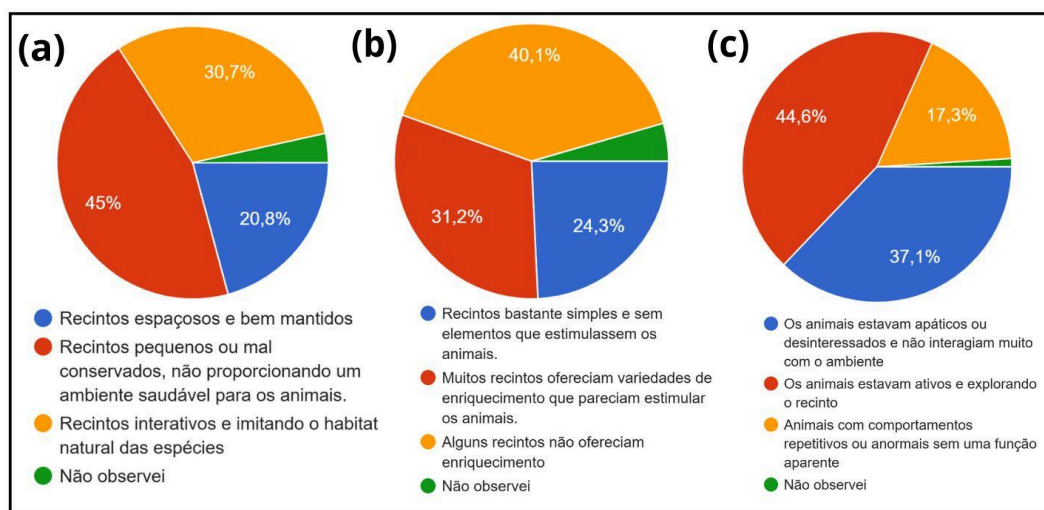 (a)
30,7%
45%
20,8%
Recintos espaçosos e bem mantidos
Recintos pequenos ou mal
conservados, não proporcionando um
ambiente saudável para os animais.
Recintos interativos e imitando o habitat
natural das espécies
Não observei
(b)
40,1%
31,2%
24,3%
Recintos bastante simples e sem
elementos que estimulassem os
animais.
Muitos recintos ofereciam variedades de
enriquecimento que pareciam estimular
os animais.
Alguns recintos não ofereciam
enriquecimento
Não observei
(c)
44,6%
17,3%
37,1%
Os animais estavam apáticos ou
desinteressados e não interagiam muito
com o ambiente
Os animais estavam ativos e explorando
o recinto
Animais com comportamentos
repetitivos ou anormais sem uma função
aparente
Não observei